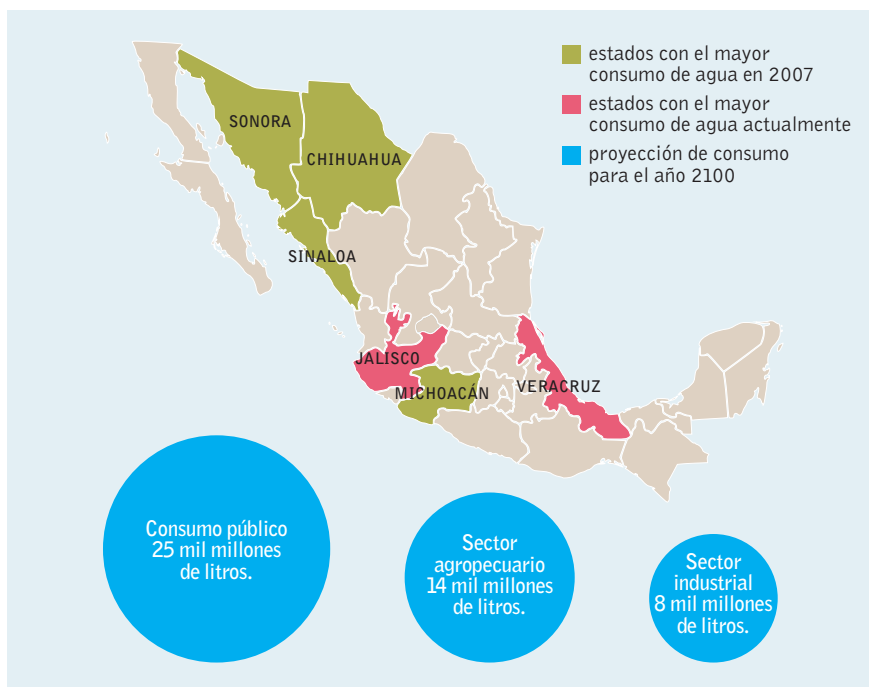 estados con el mayor
consumo de agua en 2007
estados con el mayor
consumo de agua actualmente
proyección de consumo
para el año 2100
SONORA
CHIHUAHUA
SINALOA
JALISCO
MICHOACÁN
VERACRUZ
Consumo público
25 mil millones
de litros.
Sector
agropecuario
14 mil millones
de litros.
Sector
industrial
8 mil millones
de litros.